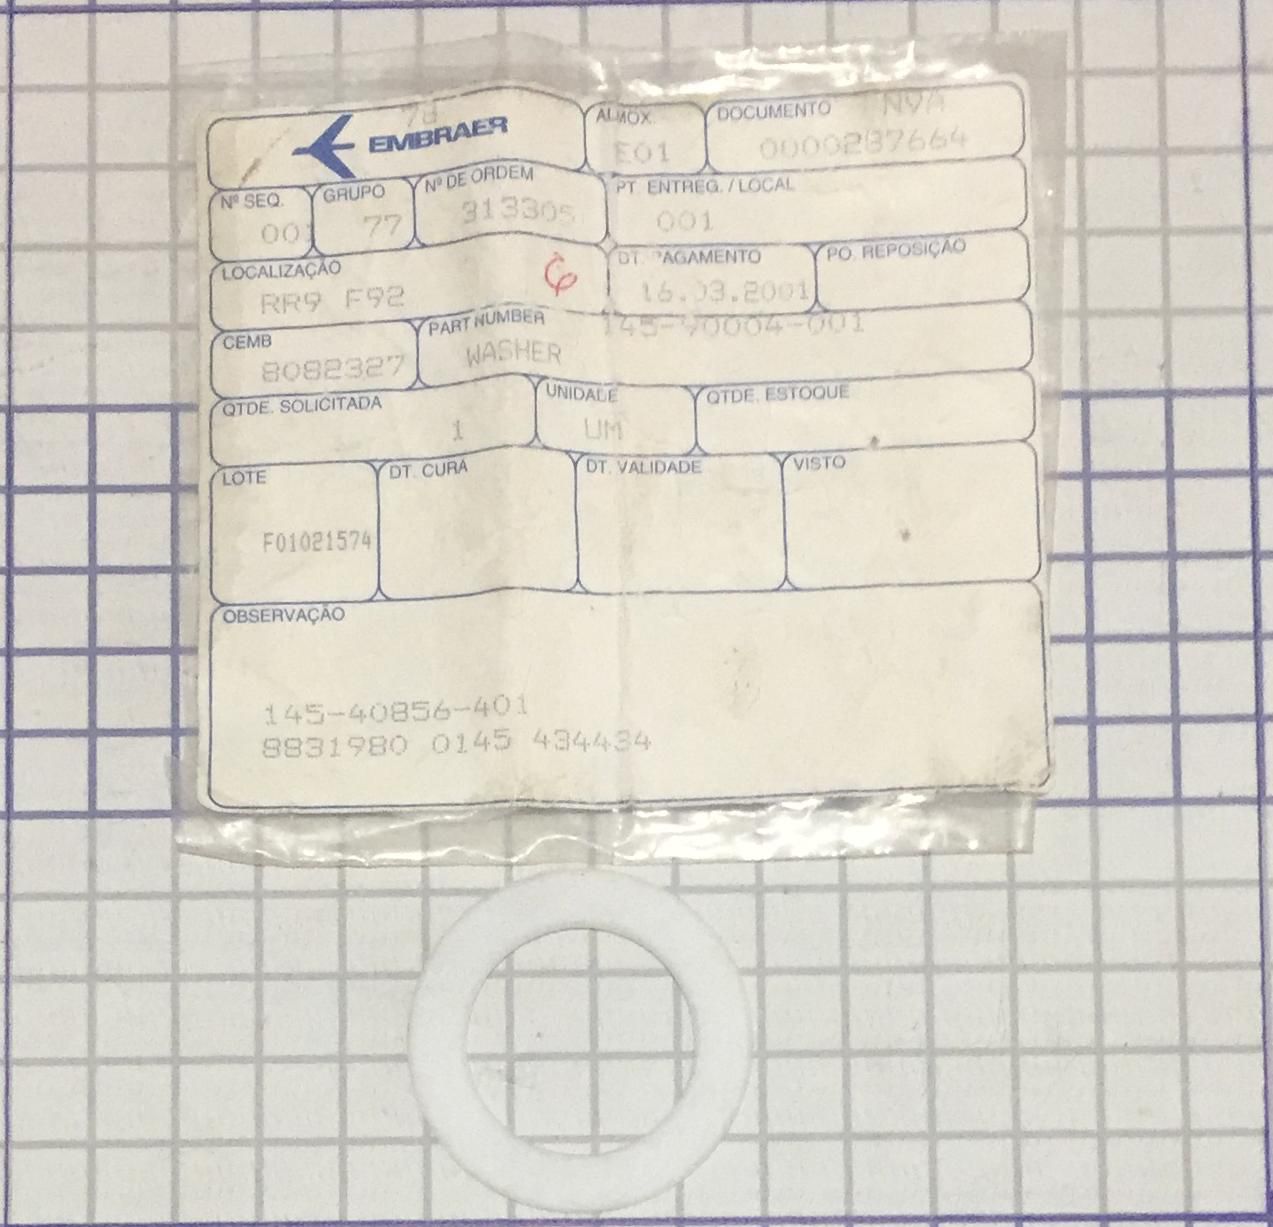 78
EMBRAER
ALMOX.
E01
DOCUMENTO
0000287664
Nº SEQ.
001
GRUPO
77
Nº DE ORDEM
313305
PT. ENTREG. / LOCAL
001
LOCALIZAÇÃO
RR9 F92
DT. PAGAMENTO
16.03.2001
PO. REPOSIÇÃO
CEMB
8082327
PART NUMBER
145-90004-001
WASHER
QTDE. SOLICITADA
1
UNIDADE
UM
QTDE. ESTOQUE
LOTE
F01021574
DT. CURA
DT. VALIDADE
VISTO
OBSERVAÇÃO
145-40856-401
8831980 0145 434434